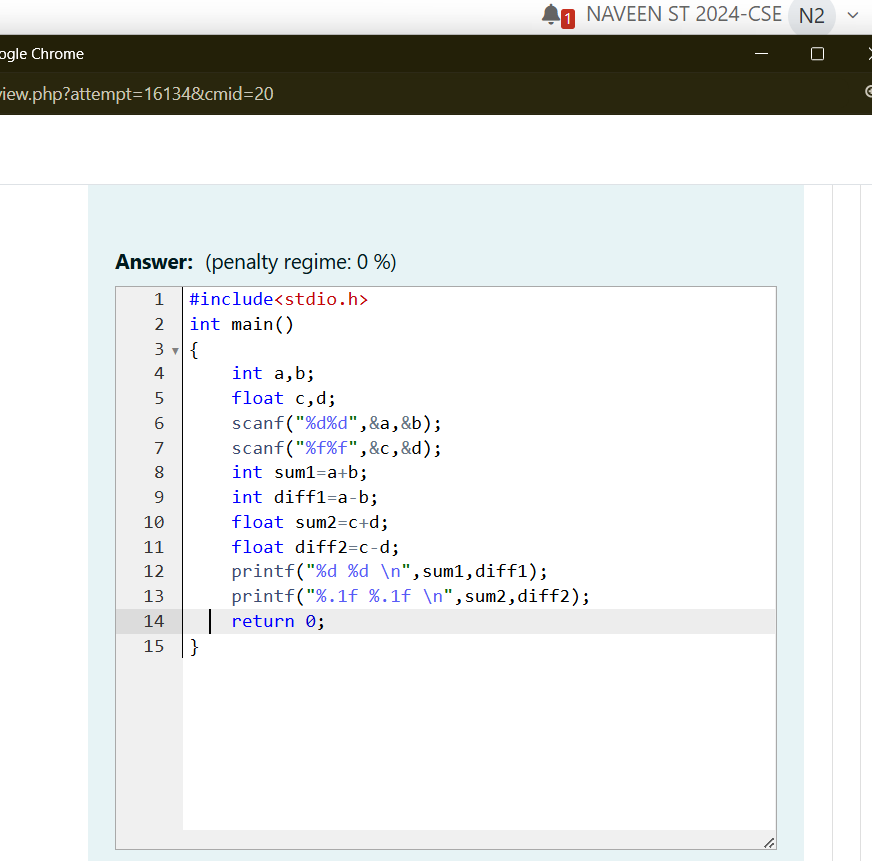 1 NAVEEN ST 2024-CSE N2
ogle Chrome
iew.php?attempt=16134&cmid=20
Answer: (penalty regime: 0 %)
1 #include<stdio.h>
2 int main()
3 {
4 int a,b;
5 float c,d;
6 scanf("%d%d",&a,&b);
7 scanf("%f%f",&c,&d);
8 int sum1=a+b;
9 int diff1=a-b;
10 float sum2=c+d;
11 float diff2=c-d;
12 printf("%d %d \n",sum1,diff1);
13 printf("%.1f %.1f \n",sum2,diff2);
14 return 0;
15 }